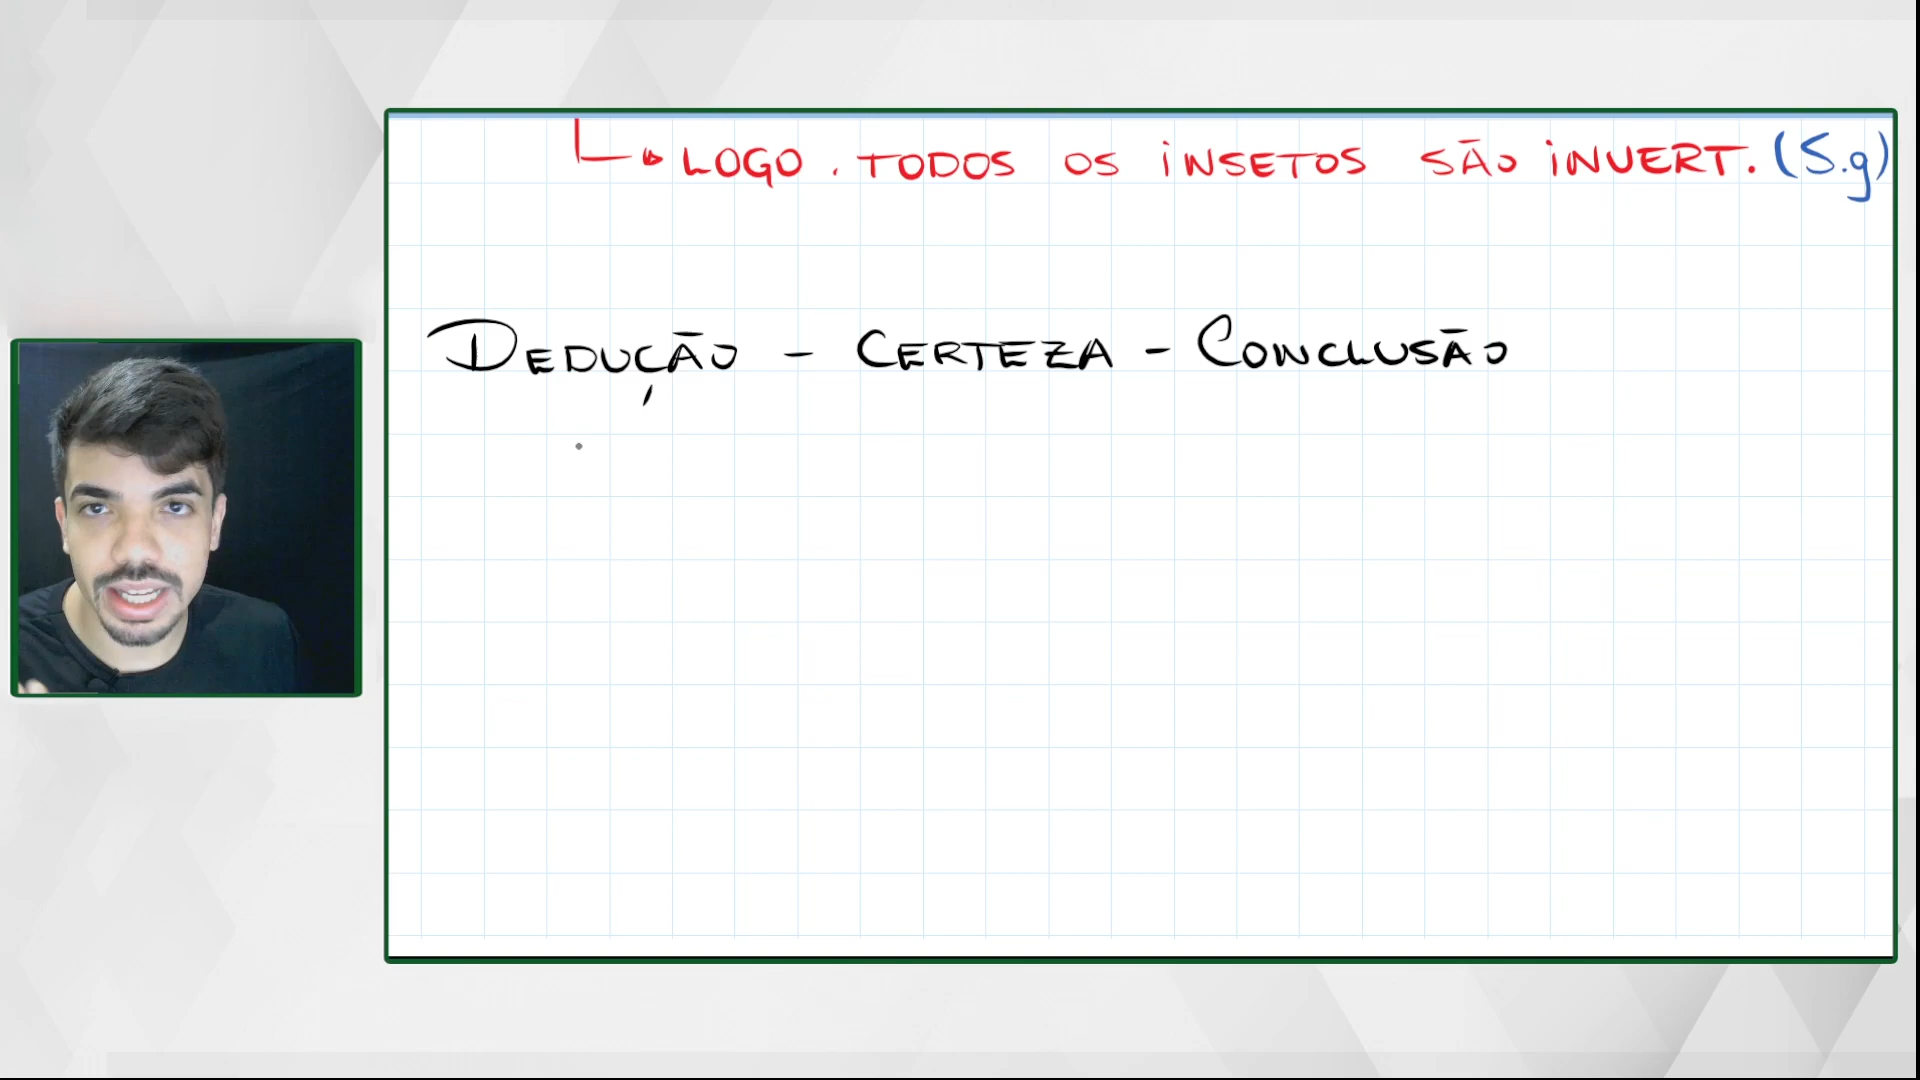 LOGO. TODOS OS INSETOS SÃO INVERT. (S.g)
DEDUÇÃO - CERTEZA - CONCLUSÃO